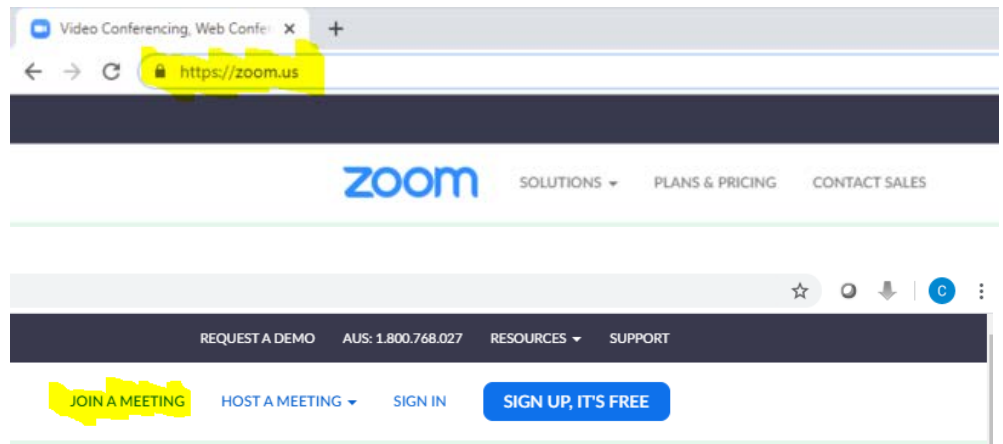 Video Conferencing, Web Confe
https://zoom.us
zoom SOLUTIONS PLANS & PRICING CONTACT SALES
C
REQUEST A DEMO AUS: 1.800.768.027 RESOURCES SUPPORT
JOIN A MEETING HOST A MEETING SIGN IN SIGN UP, IT'S FREE